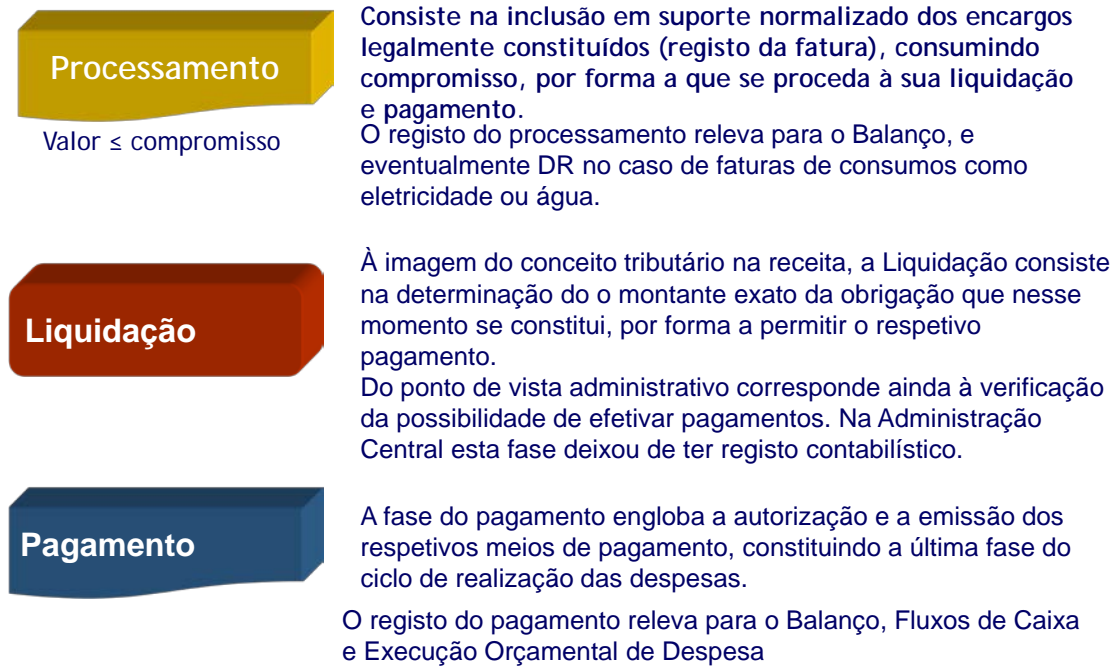 Processamento
Valor ≤ compromisso
Consiste na inclusão em suporte normalizado dos encargos
legalmente constituídos (registo da fatura), consumindo
compromisso, por forma a que se proceda à sua liquidação
e pagamento.
O registo do processamento releva para o Balanço, e
eventualmente DR no caso de faturas de consumos como
eletricidade ou água.
Liquidação
À imagem do conceito tributário na receita, a Liquidação consiste
na determinação do o montante exato da obrigação que nesse
momento se constitui, por forma a permitir o respetivo
pagamento.
Do ponto de vista administrativo corresponde ainda à verificação
da possibilidade de efetivar pagamentos. Na Administração
Central esta fase deixou de ter registo contabilístico.
Pagamento
A fase do pagamento engloba a autorização e a emissão dos
respetivos meios de pagamento, constituindo a última fase do
ciclo de realização das despesas.
O registo do pagamento releva para o Balanço, Fluxos de Caixa
e Execução Orçamental de Despesa